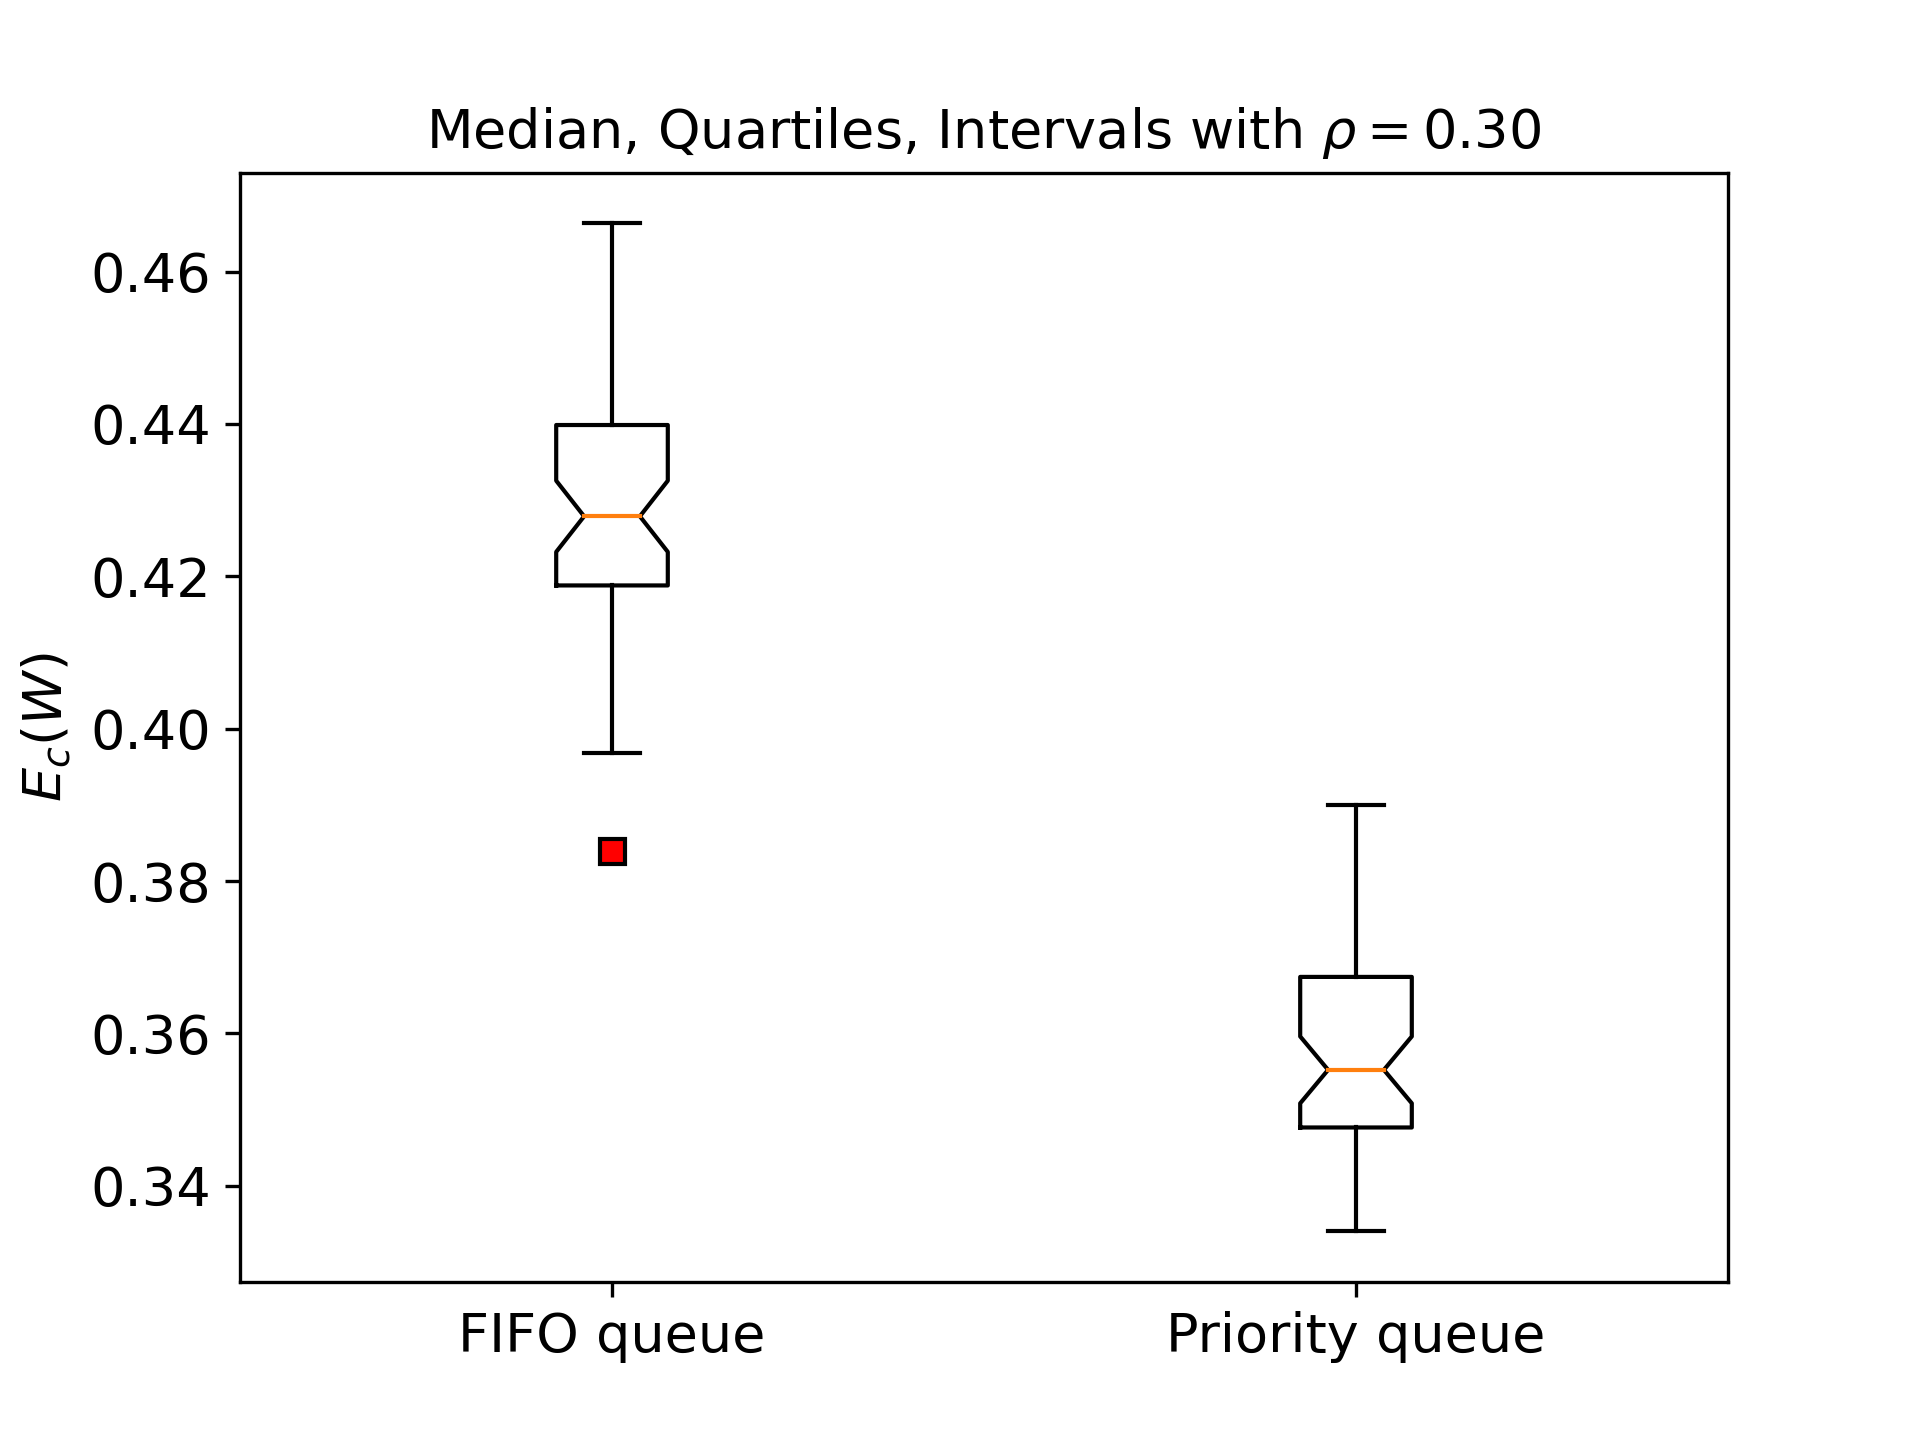 Median, Quartiles, Intervals with ρ = 0.30
E_c(W)
0.46
0.44
0.42
0.40
0.38
0.36
0.34
FIFO queue
Priority queue